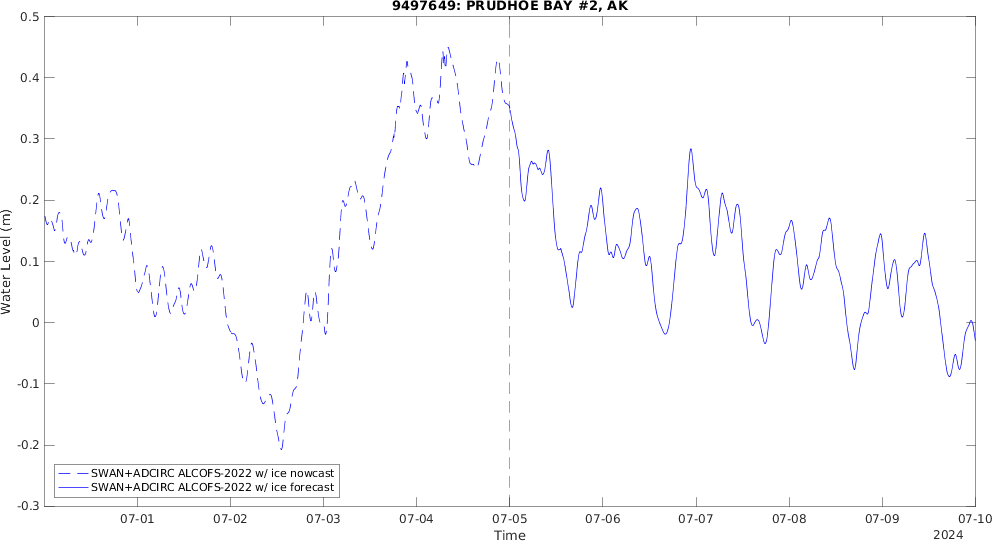 9497649: PRUDHOE BAY #2, AK
0.5
0.4
0.3
0.2
0.1
0
-0.1
-0.2
-0.3
Water Level (m)
SWAN+ADCIRC ALCOFS-2022 w/ ice nowcast
SWAN+ADCIRC ALCOFS-2022 w/ ice forecast
07-01 07-02 07-03 07-04 07-05 07-06 07-07 07-08 07-09 07-10
Time
2024